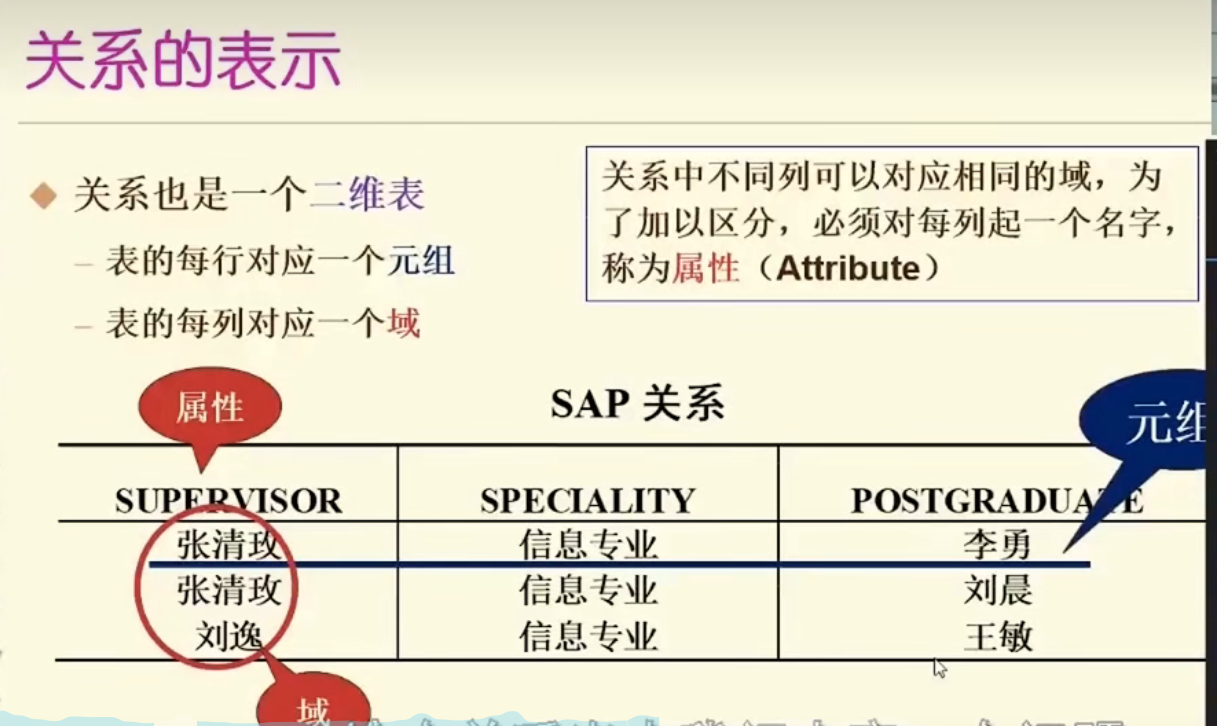 关系的表示
关系也是一个二维表
– 表的每行对应一个元组
– 表的每列对应一个域
关系中不同列可以对应相同的域，为
了加以区分，必须对每列起一个名字，
称为属性（Attribute）
属性
SAP 关系
元组
SUPERVISOR SPECIALITY POSTGRADUATE
张清玫 信息专业 李勇
张清玫 信息专业 刘晨
刘逸 信息专业 王敏
域